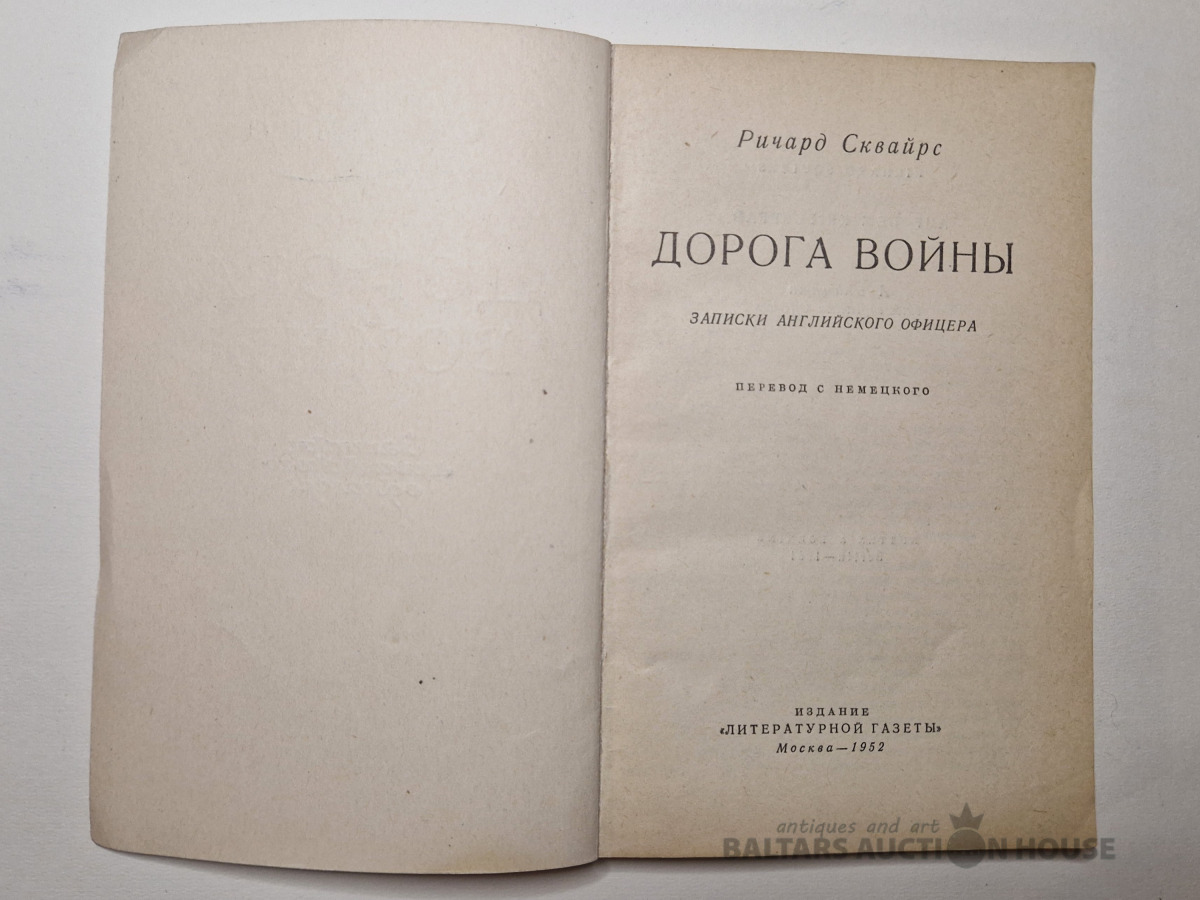 Ричард Сквайрс
ДОРОГА ВОЙНЫ
ЗАПИСКИ АНГЛИЙСКОГО ОФИЦЕРА
ПЕРЕВОД С НЕМЕЦКОГО
ИЗДАНИЕ
«ЛИТЕРАТУРНОЙ ГАЗЕТЫ»
Москва—1952
antiques and art
BALTARS AUCTION HOUSE